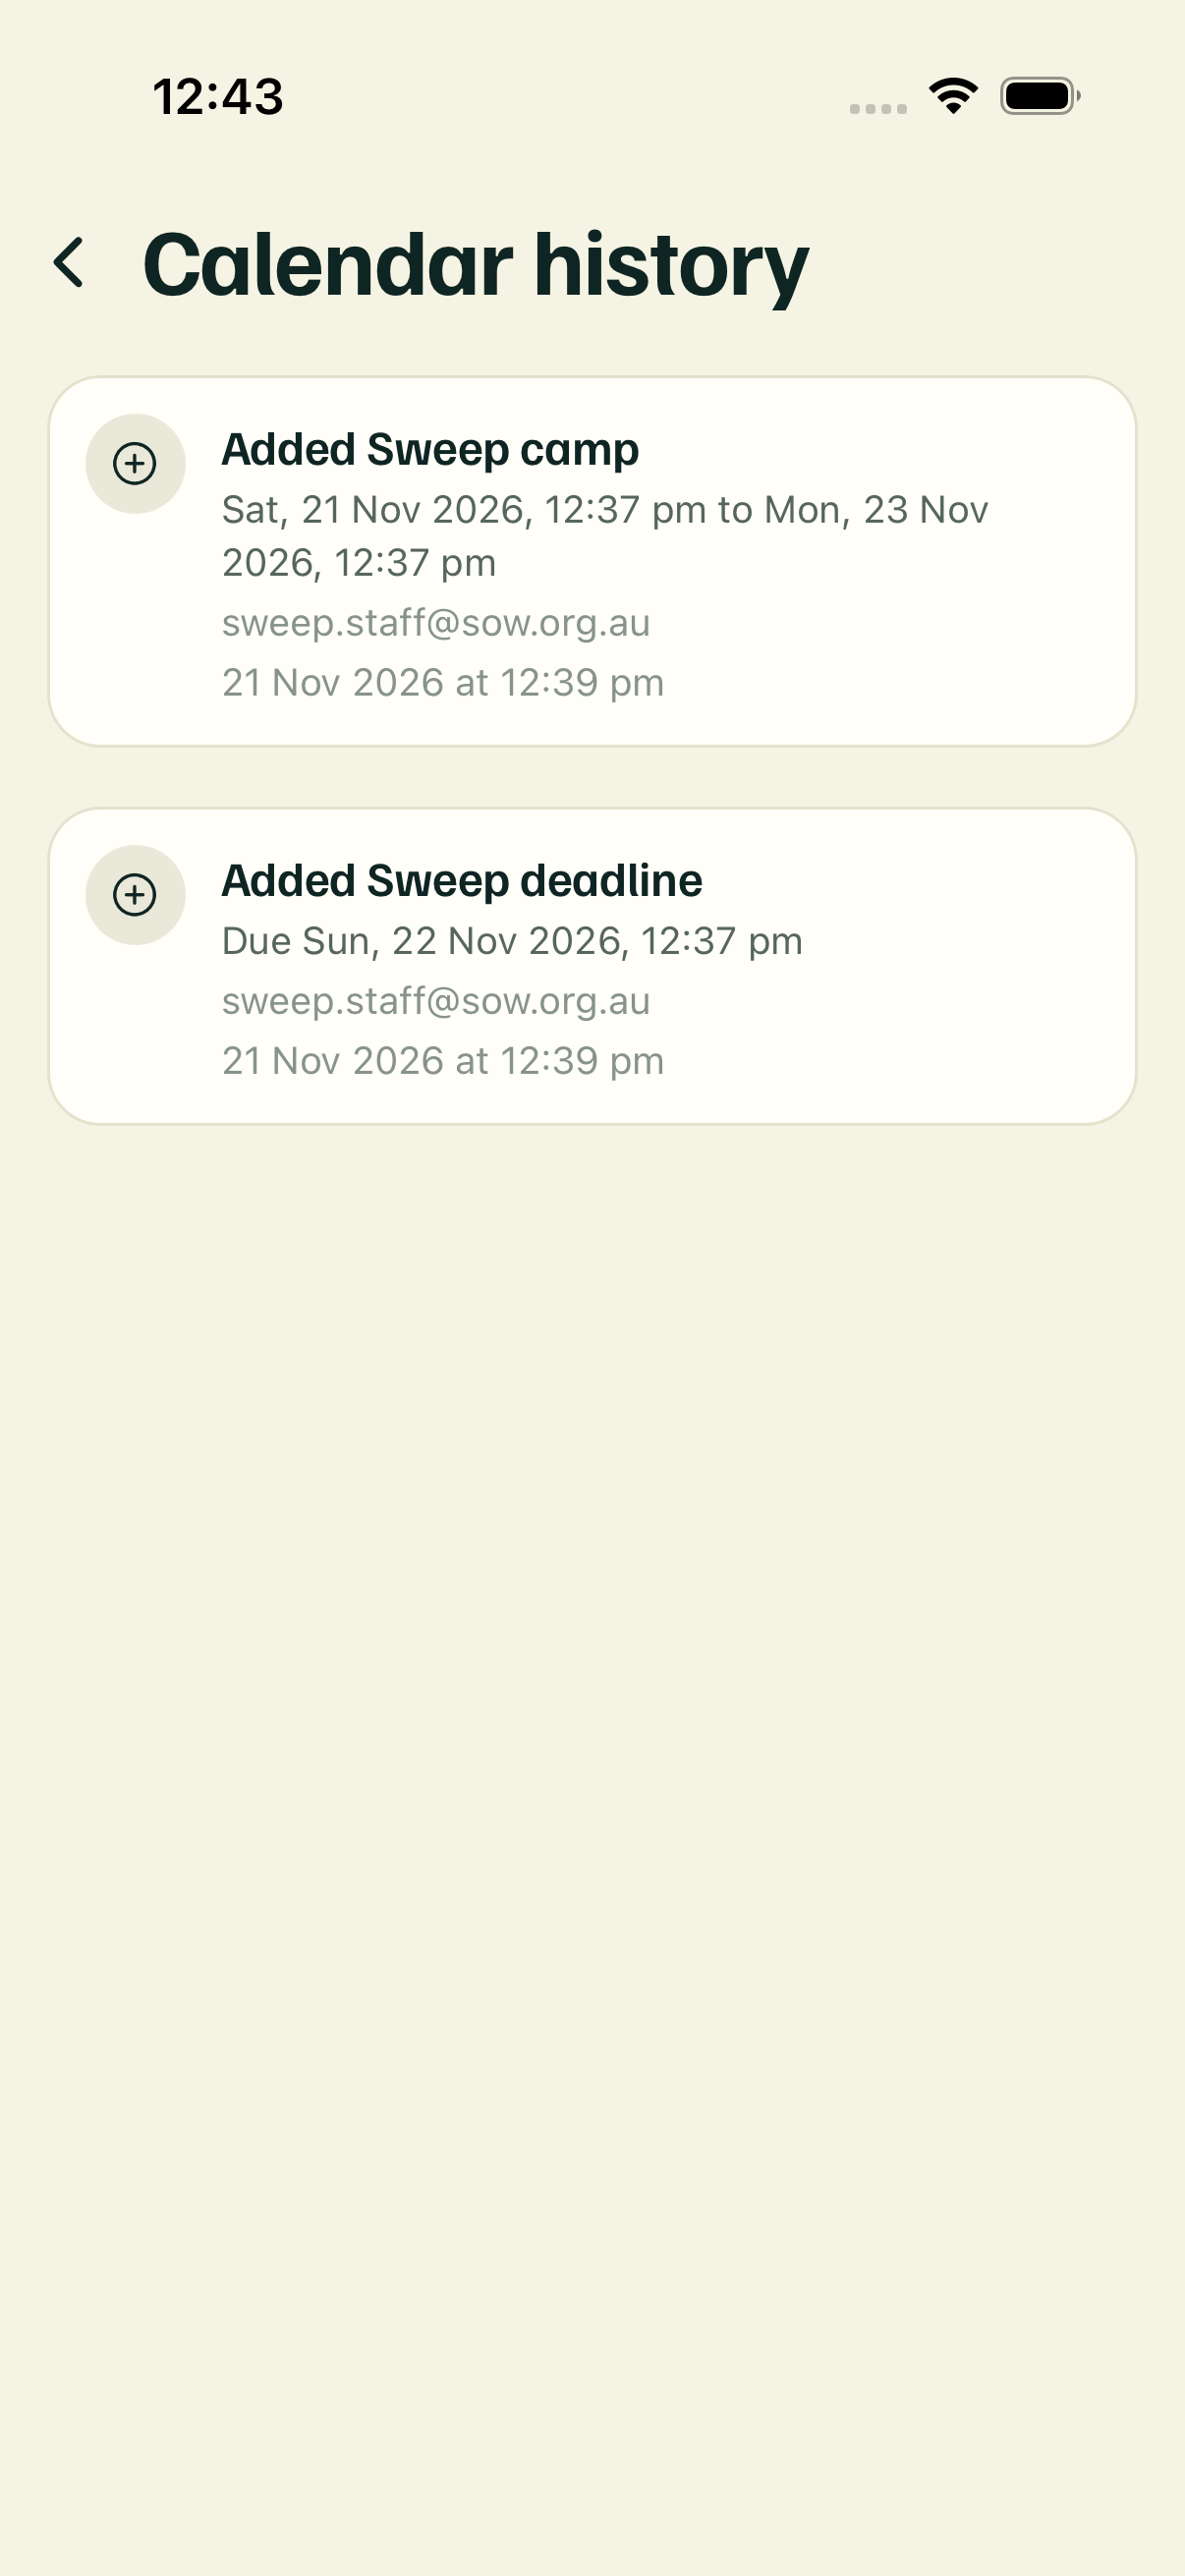 12:43
Calendar history
Added Sweep camp
Sat, 21 Nov 2026, 12:37 pm to Mon, 23 Nov
2026, 12:37 pm
sweep.staff@sow.org.au
21 Nov 2026 at 12:39 pm
Added Sweep deadline
Due Sun, 22 Nov 2026, 12:37 pm
sweep.staff@sow.org.au
21 Nov 2026 at 12:39 pm